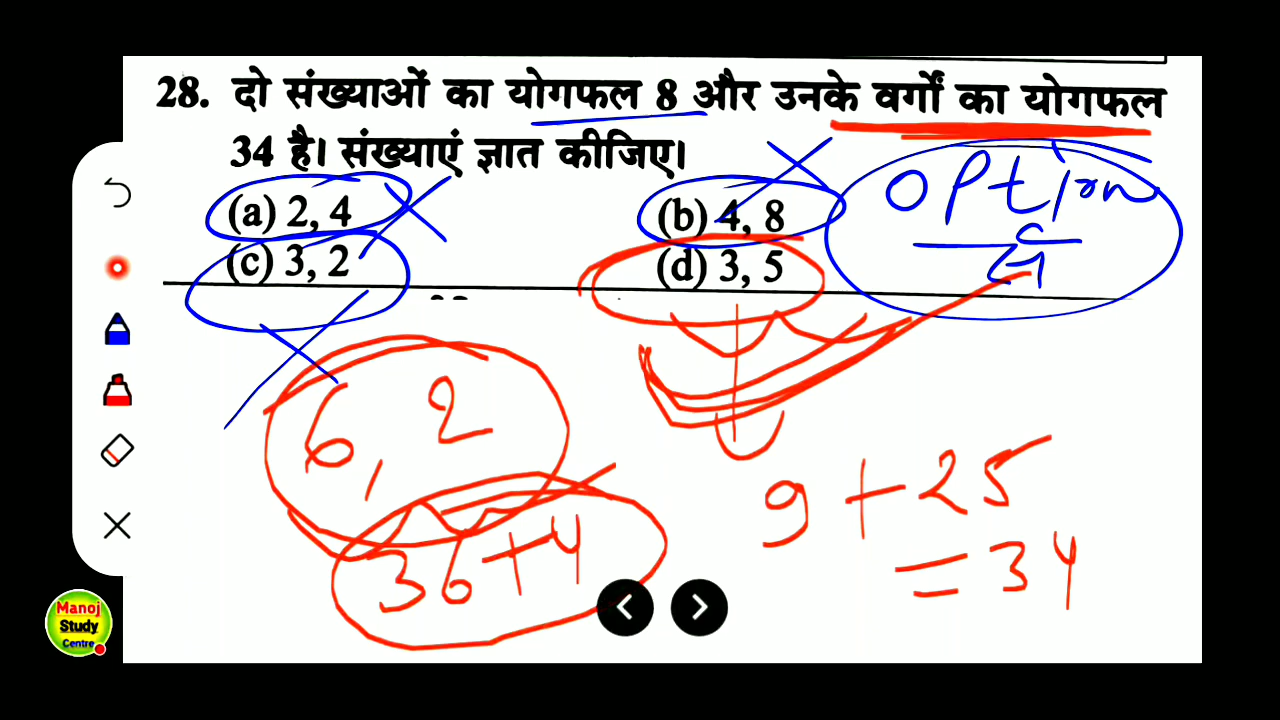 28. दो संख्याओं का योगफल 8 और उनके वर्गों का योगफल
34 है। संख्याएं ज्ञात कीजिए।
(a) 2, 4 (b) 4, 8
(c) 3, 2 (d) 3, 5
option
से
6, 2
36+4
9+25
=34
Manoj
Study
Centre